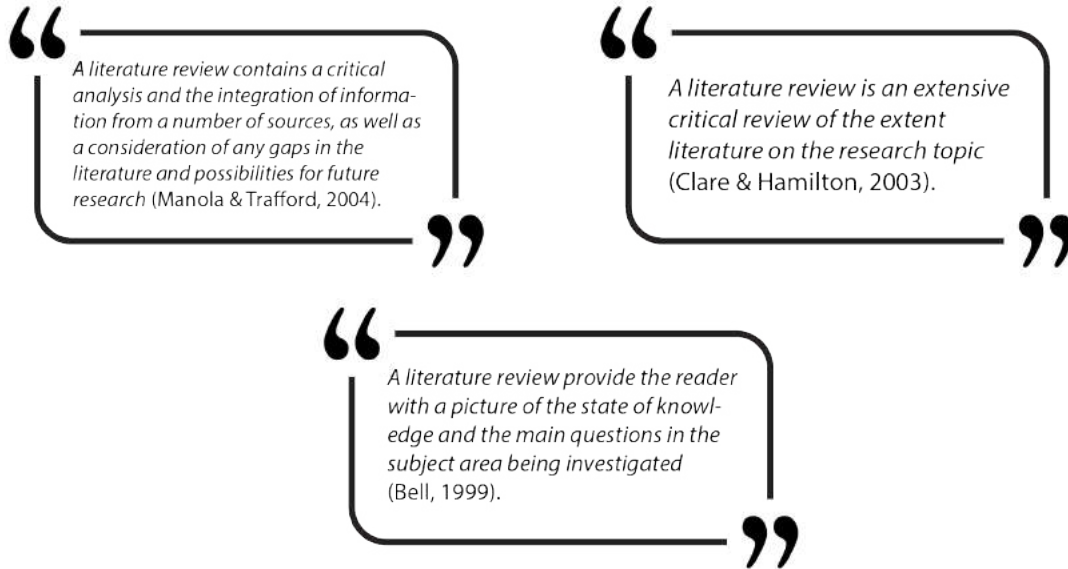 A literature review contains a critical
analysis and the integration of informa-
tion from a number of sources, as well as
a consideration of any gaps in the
literature and possibilities for future
research (Manola & Trafford, 2004).
A literature review is an extensive
critical review of the extent
literature on the research topic
(Clare & Hamilton, 2003).
A literature review provide the reader
with a picture of the state of knowl-
edge and the main questions in the
subject area being investigated
(Bell, 1999).